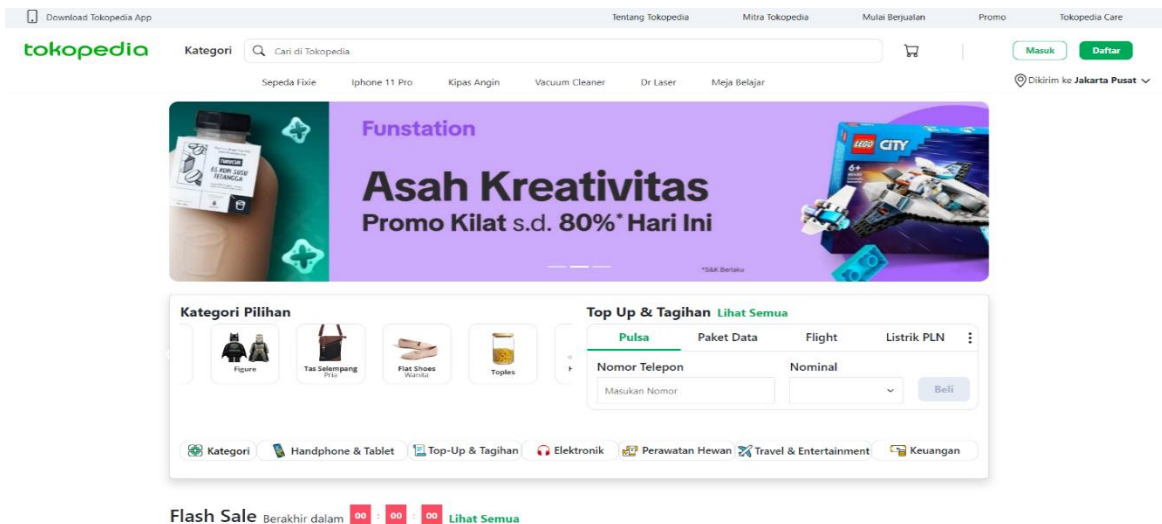 Download Tokopedia App Tentang Tokopedia Mitra Tokopedia Mulai Berjualan Promo Tokopedia Care
tokopedia Kategori Cari di Tokopedia Masuk Daftar
Sepeda Fixie Iphone 11 Pro Kipas Angin Vacuum Cleaner Dr Laser Meja Belajar Dikirim ke Jakarta Pusat
Funstation
Asah Kreativitas
Promo Kilat s.d. 80%* Hari Ini
*S&K Berlaku
ES KOPI SUSU
TETANGGA
LEGO CITY
6+
Kategori Pilihan
Figure
Tas Selempang
Pria
Flat Shoes
Wanita
Toples
H
Top Up & Tagihan Lihat Semua
Pulsa Paket Data Flight Listrik PLN
Nomor Telepon Nominal
Masukan Nomor Beli
Kategori Handphone & Tablet Top-Up & Tagihan Elektronik Perawatan Hewan Travel & Entertainment Keuangan
Flash Sale Berakhir dalam 00 : 00 : 00 Lihat Semua